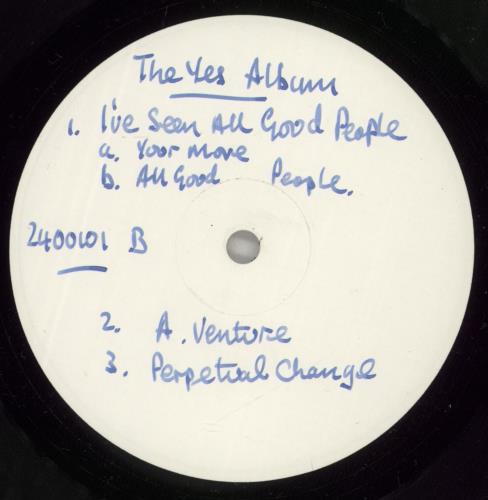 The Yes Album
1. I've Seen All Good People
a. Your Move
b. All Good People.
2400101 B
2. A. Venture
3. Perpetual Change